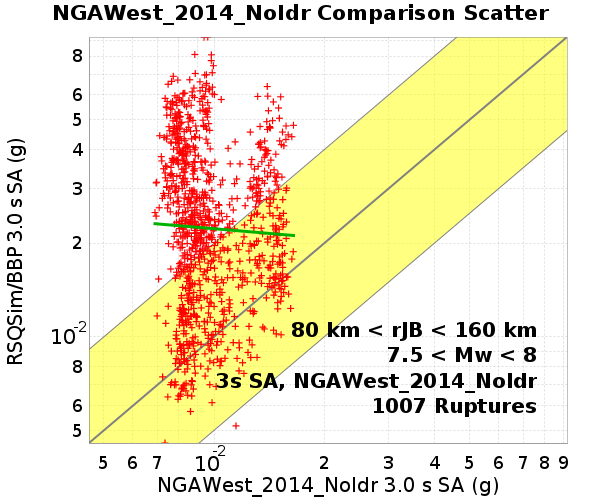 NGAWest_2014_NoIdr Comparison Scatter
RSQSim/BBP 3.0 s SA (g)
8
6
5
4
3
2
10-2
8
6
5
80 km < rJB < 160 km
7.5 < Mw < 8
3s SA, NGAWest_2014_NoIdr
1007 Ruptures
5 6 7 10-2 2 3 4 5 6 7 8 9
NGAWest_2014_NoIdr 3.0 s SA (g)